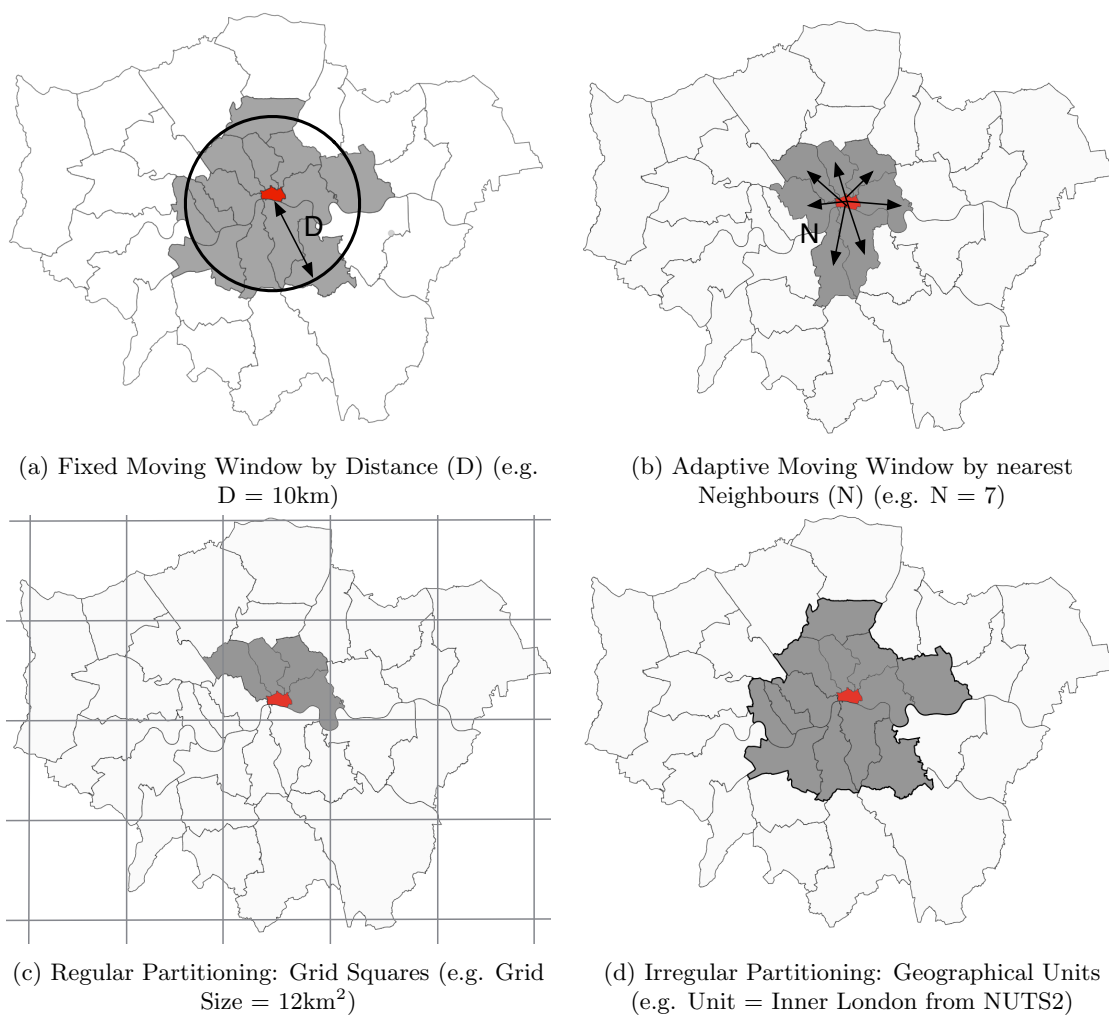 D
N
(a) Fixed Moving Window by Distance (D) (e.g.
D = 10km)
(b) Adaptive Moving Window by nearest
Neighbours (N) (e.g. N = 7)
(c) Regular Partitioning: Grid Squares (e.g. Grid
Size = 12km²)
(d) Irregular Partitioning: Geographical Units
(e.g. Unit = Inner London from NUTS2)